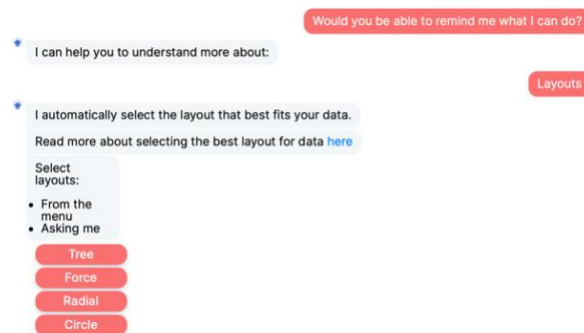 Would you be able to remind me what I can do?
I can help you to understand more about:
Layouts
I automatically select the layout that best fits your data.
Read more about selecting the best layout for data here
Select
layouts:
• From the
menu
• Asking me
Tree
Force
Radial
Circle